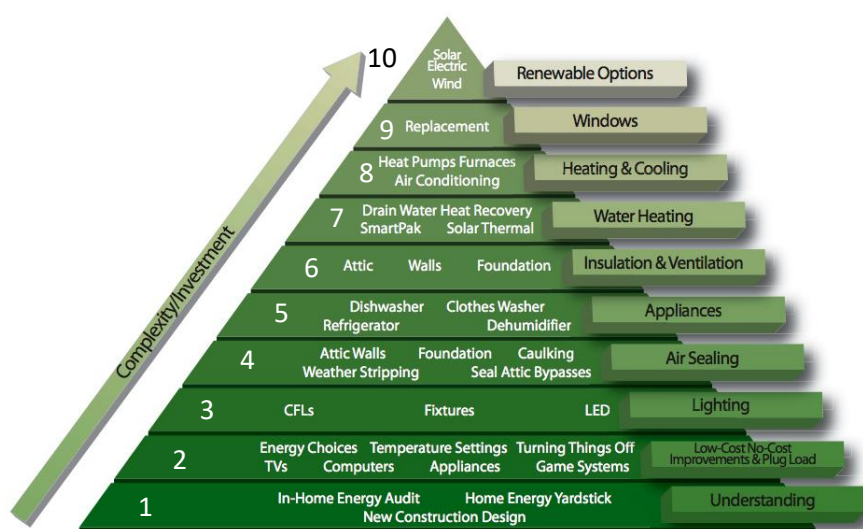 10
Solar
Electric
Wind
Renewable Options
9
Replacement
Windows
8
Heat Pumps Furnaces
Air Conditioning
Heating & Cooling
7
Drain Water Heat Recovery
SmartPak Solar Thermal
Water Heating
6
Attic Walls Foundation
Insulation & Ventilation
5
Dishwasher Clothes Washer
Refrigerator Dehumidifier
Appliances
4
Attic Walls Foundation Caulking
Weather Stripping Seal Attic Bypasses
Air Sealing
3
CFLs Fixtures LED
Lighting
2
Energy Choices Temperature Settings Turning Things Off
TVs Computers Appliances Game Systems
Low-Cost No-Cost
Improvements & Plug Load
1
In-Home Energy Audit Home Energy Yardstick
New Construction Design
Understanding
Complexity/Investment